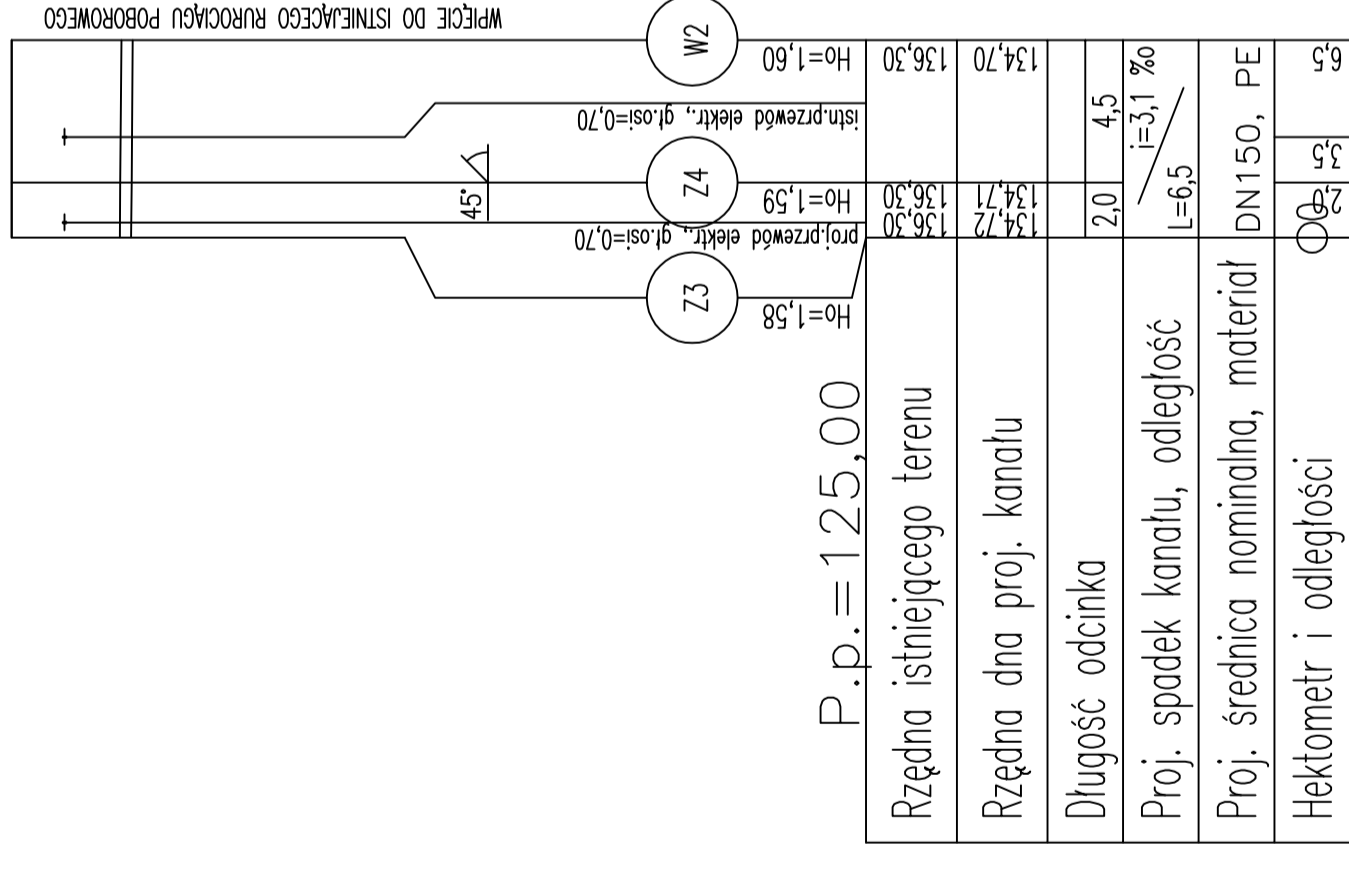 WPIĘCIE DO ISTNIEJĄCEGO RUROCIĄGU POBOROWEGO
W2
Ho=1,60
istn.przewód elektr., gł.osi=0,70
45°
Z4
Ho=1,59
proj.przewód elektr., gł.osi=0,70
Z3
Ho=1,58
P.p.=125,00
Rzędna istniejącego terenu
136,30
136,30
136,30
Rzędna dna proj. kanału
134,72
134,71
134,70
Długość odcinka
2,0
4,5
Proj. spadek kanału, odległość
L=6,5
i=3,1 ‰
Proj. średnica nominalna, materiał
DN150, PE
Hektometr i odległości
2,0
3,5
6,5